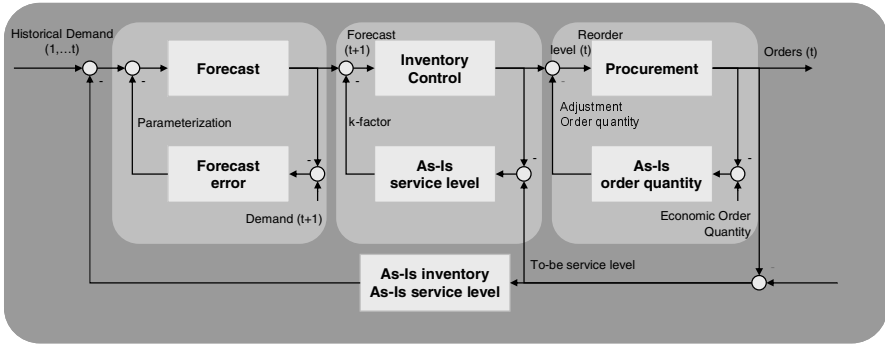 Historical Demand
(1,…t)
Forecast
(t+1)
Reorder
level (t)
Orders (t)
Forecast
Inventory
Control
Procurement
-
-
-
-
Parameterization
k-factor
Adjustment
Order quantity
Forecast
error
-
As-Is
service level
-
As-Is
order quantity
-
Demand (t+1)
Economic Order
Quantity
To-be service level
-
As-Is inventory
As-Is service level